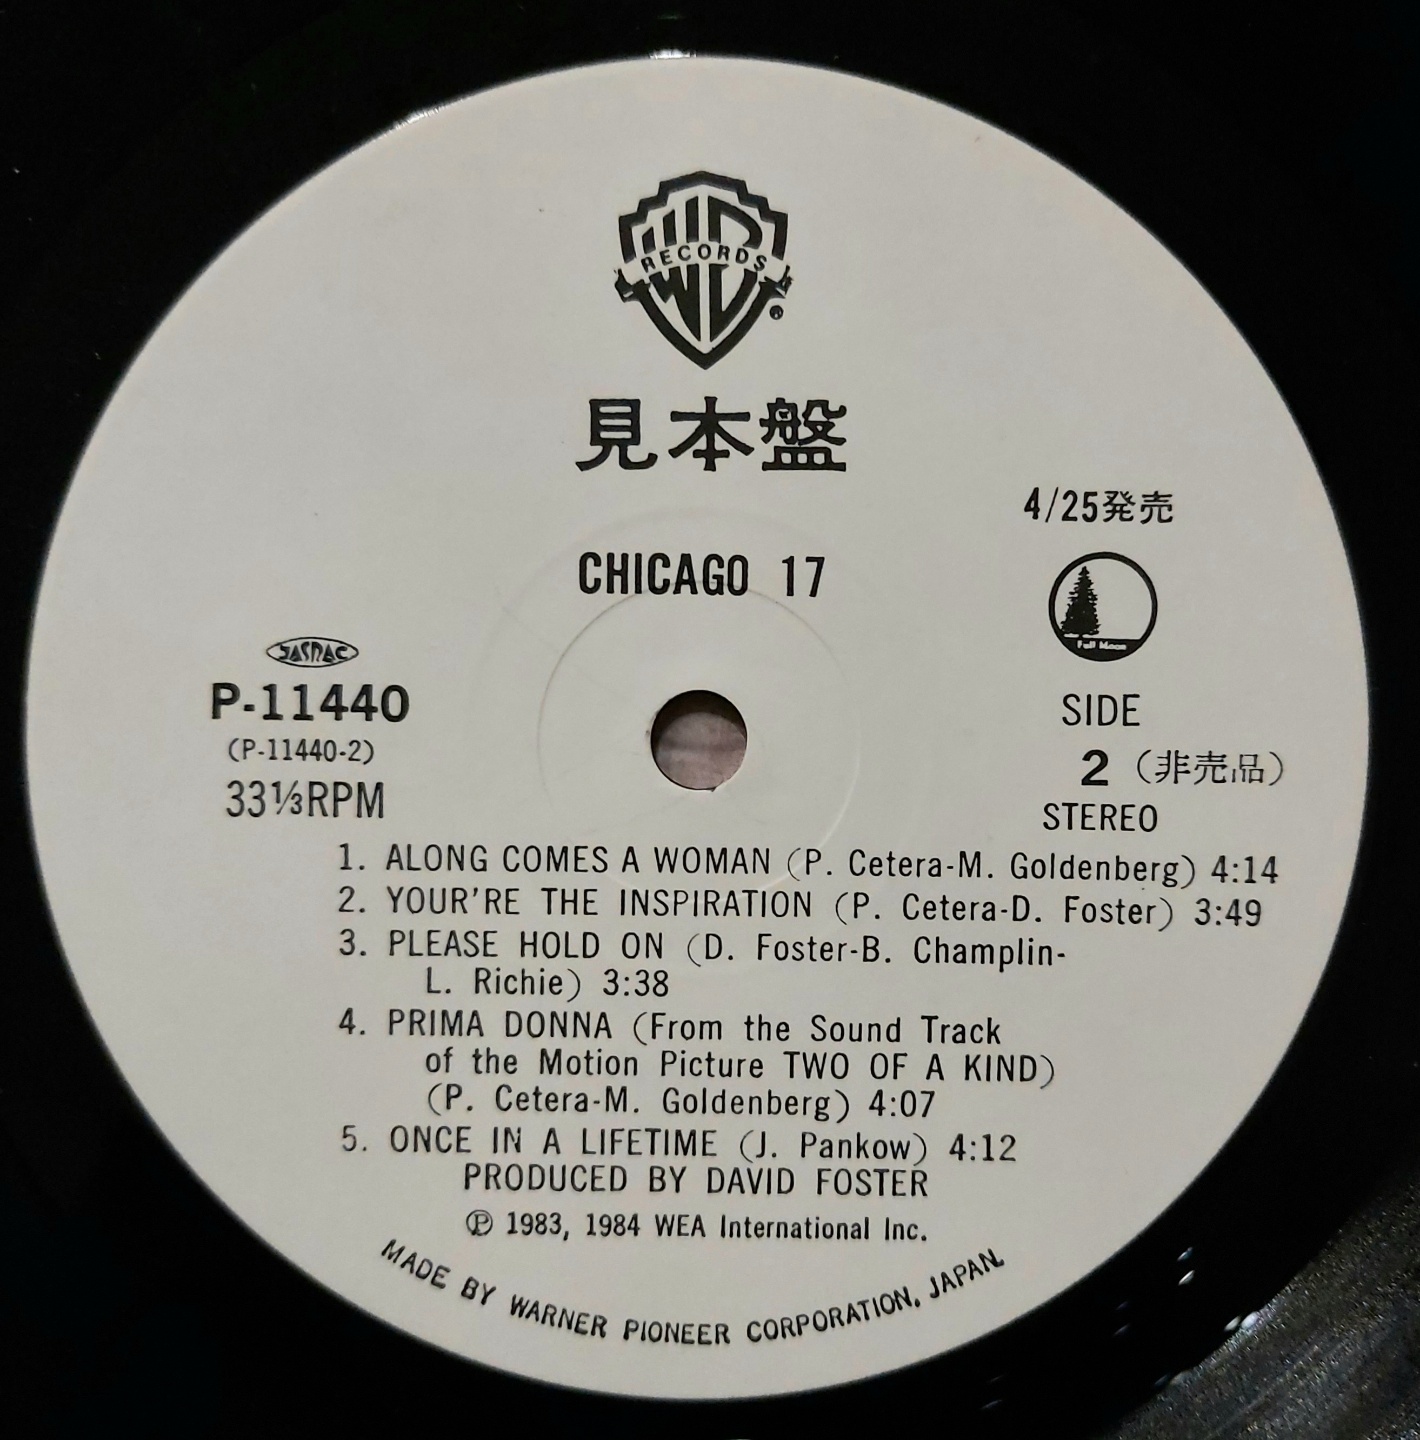 WB
RECORDS
®
見本盤
4/25発売
CHICAGO 17
Full Moon
JASRAC
P-11440
(P-11440-2)
33⅓RPM
SIDE
2（非売品）
STEREO
1. ALONG COMES A WOMAN (P. Cetera-M. Goldenberg) 4:14
2. YOUR'RE THE INSPIRATION (P. Cetera-D. Foster) 3:49
3. PLEASE HOLD ON (D. Foster-B. Champlin-
L. Richie) 3:38
4. PRIMA DONNA (From the Sound Track
of the Motion Picture TWO OF A KIND)
(P. Cetera-M. Goldenberg) 4:07
5. ONCE IN A LIFETIME (J. Pankow) 4:12
PRODUCED BY DAVID FOSTER
℗ 1983, 1984 WEA International Inc.
MADE BY WARNER PIONEER CORPORATION, JAPAN.